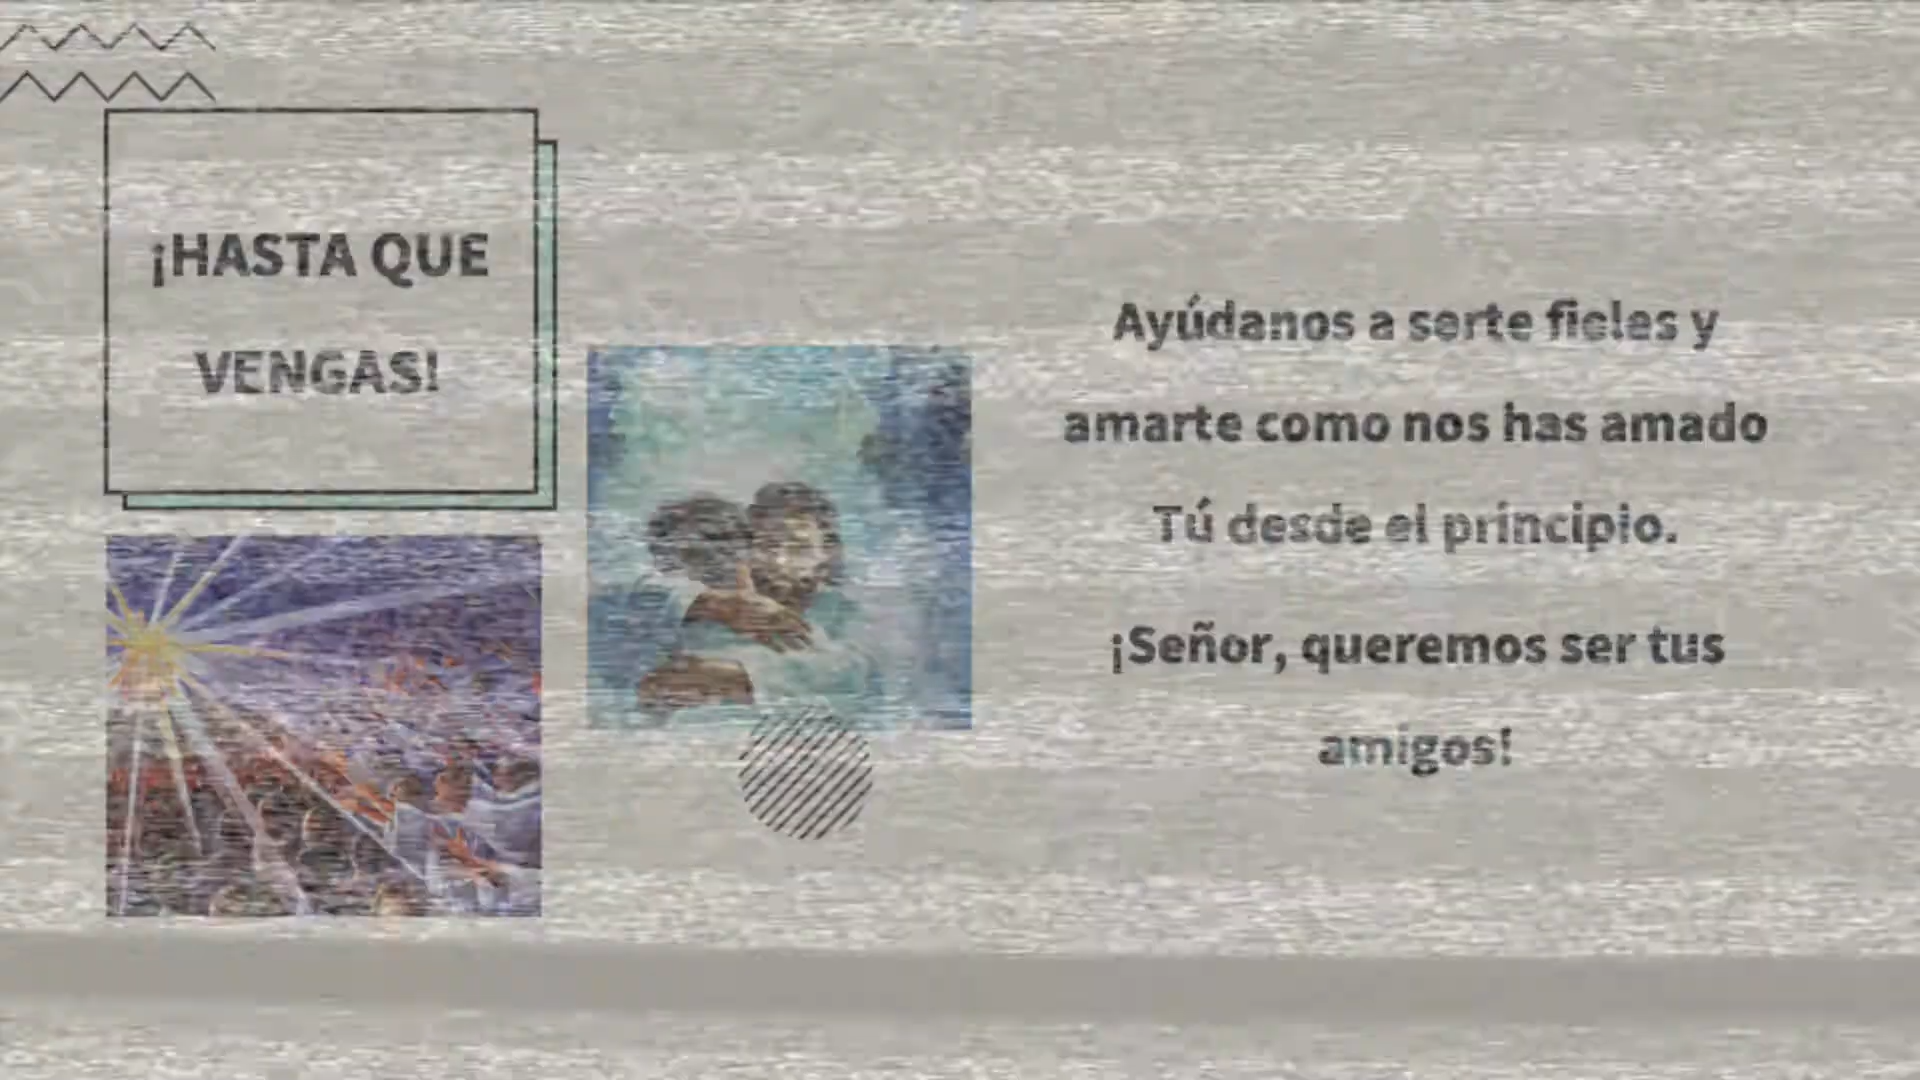 ¡HASTA QUE
VENGAS!
Ayúdanos a serte fieles y
amarte como nos has amado
Tú desde el principio.
¡Señor, queremos ser tus
amigos!